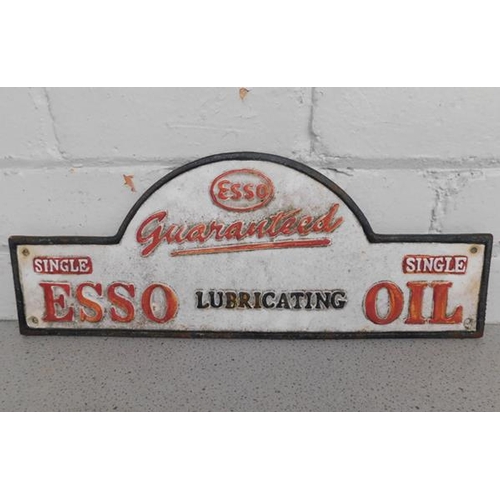 ESSO
Guaranteed
SINGLE SINGLE
ESSO LUBRICATING OIL